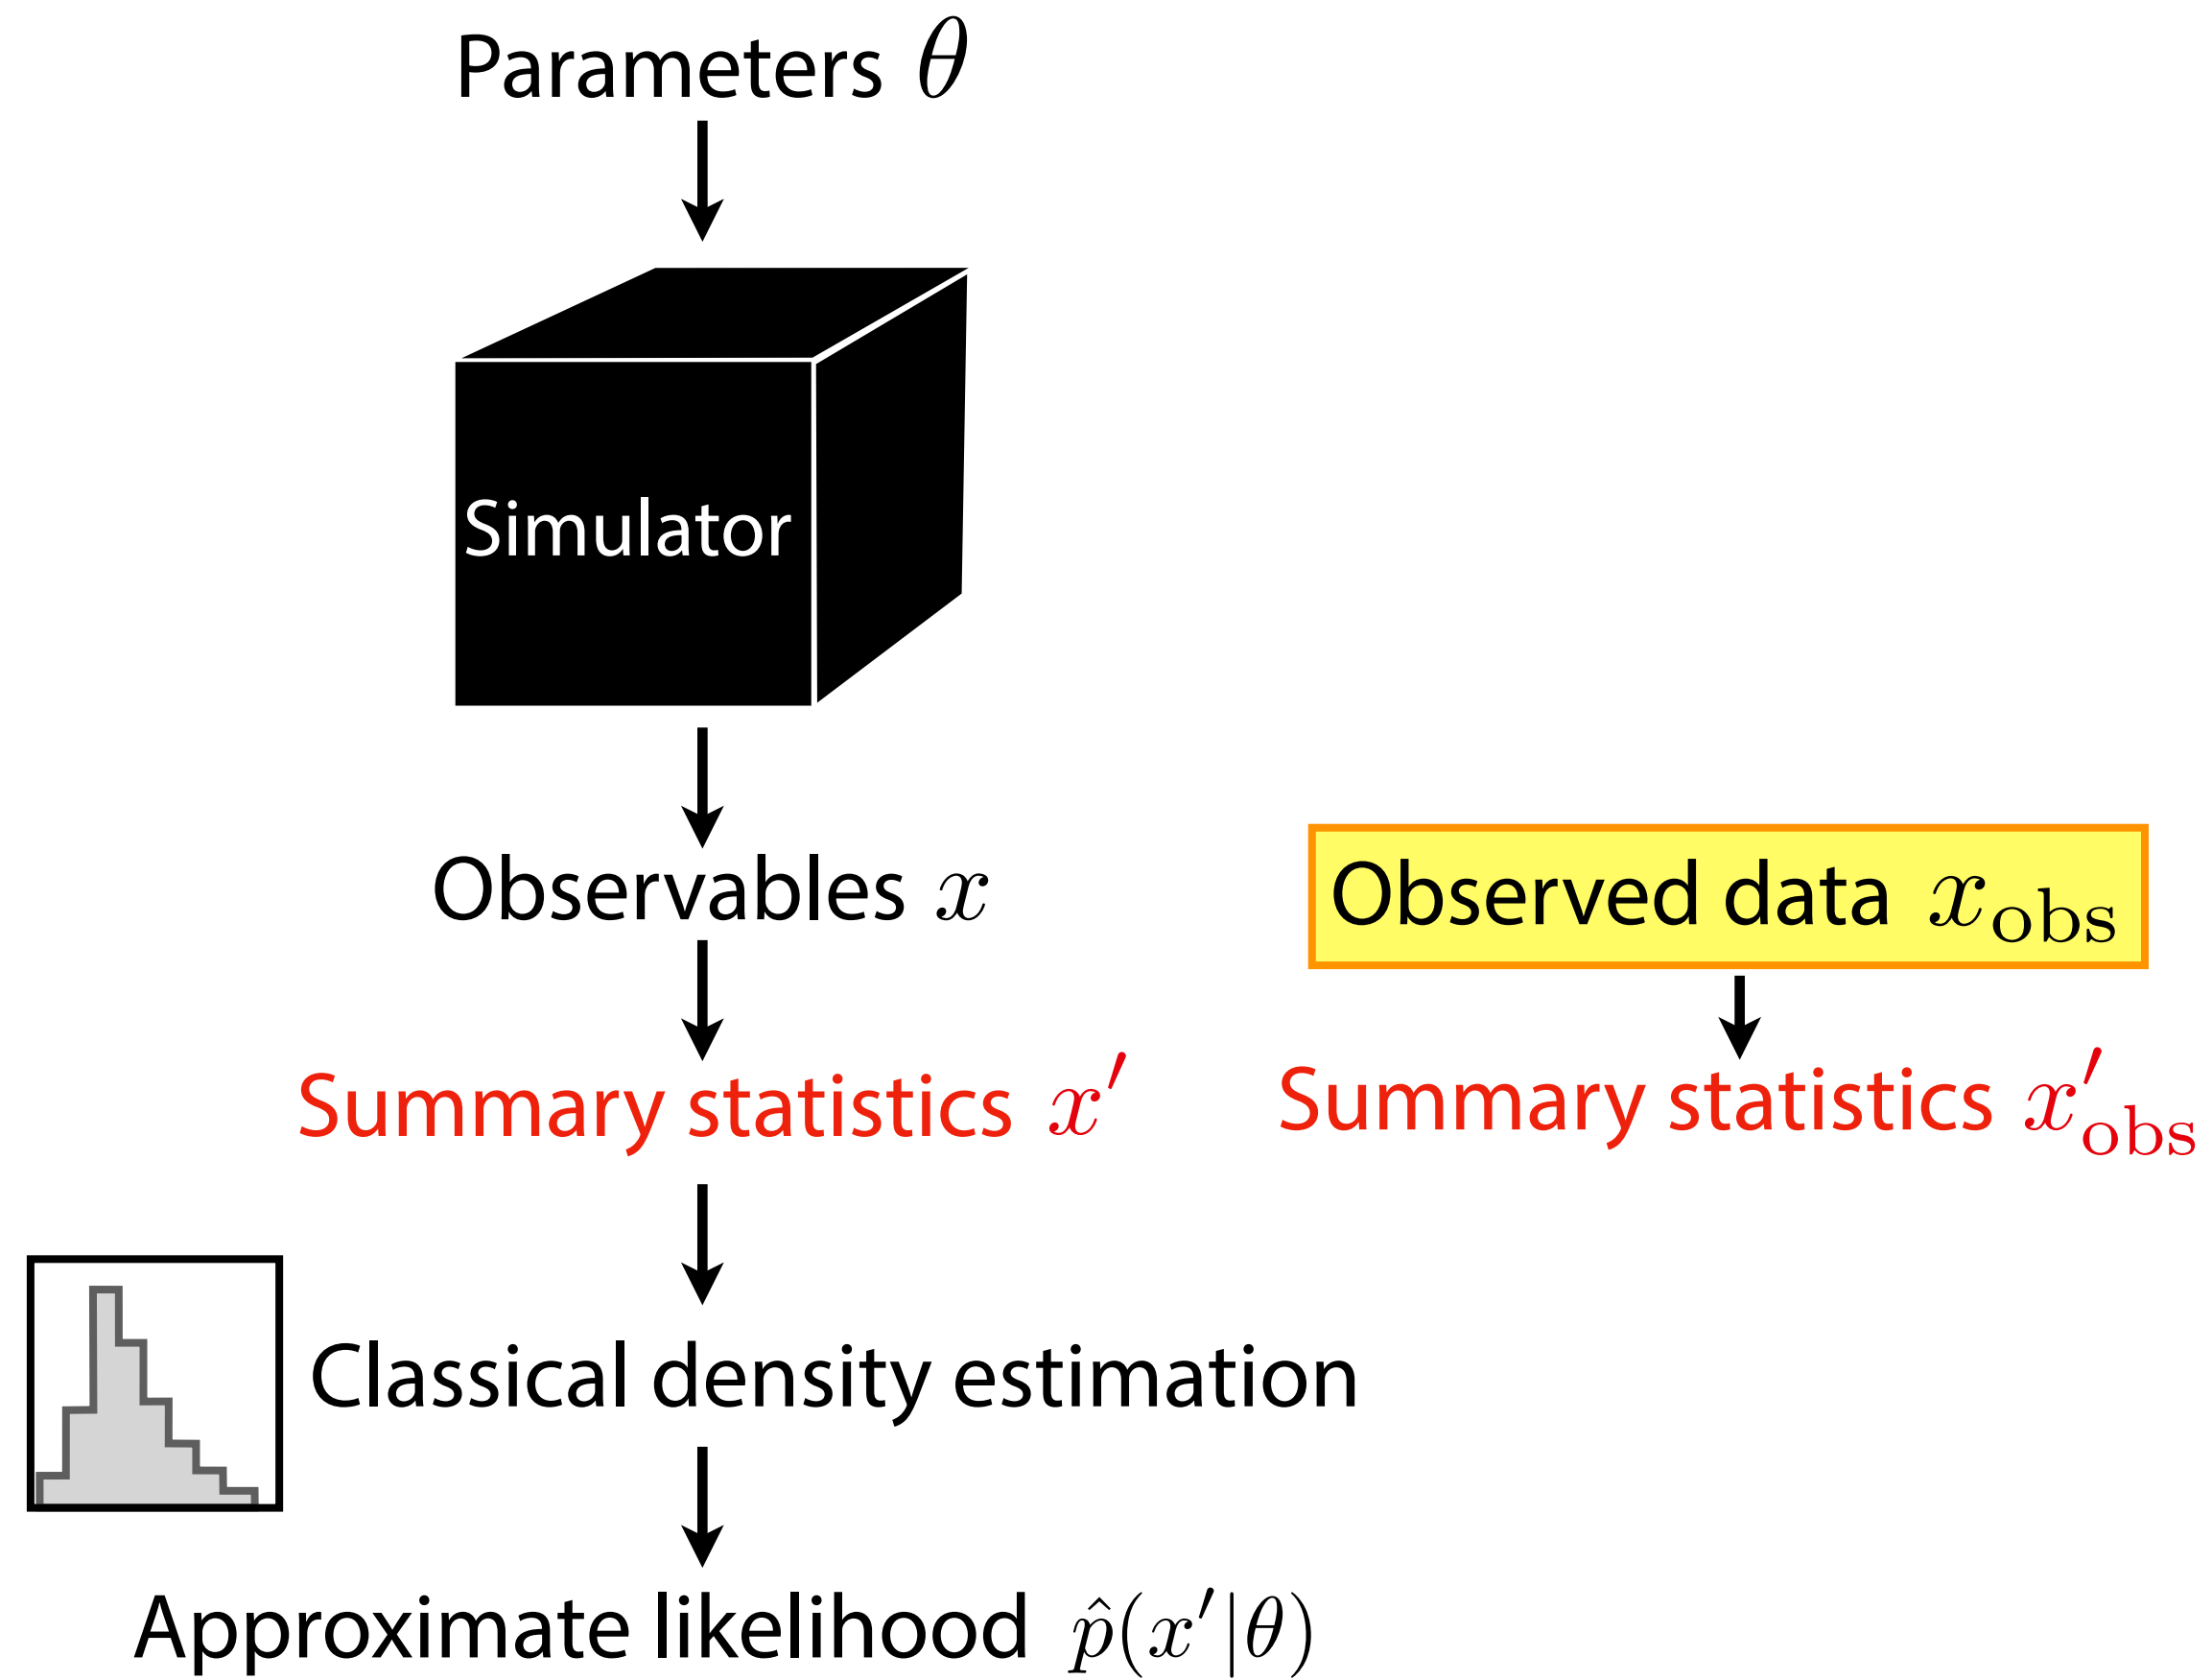 Parameters θ
Simulator
Observables x
Observed data x_obs
Summary statistics x′
Summary statistics x′_obs
Classical density estimation
Approximate likelihood p̂(x′|θ)